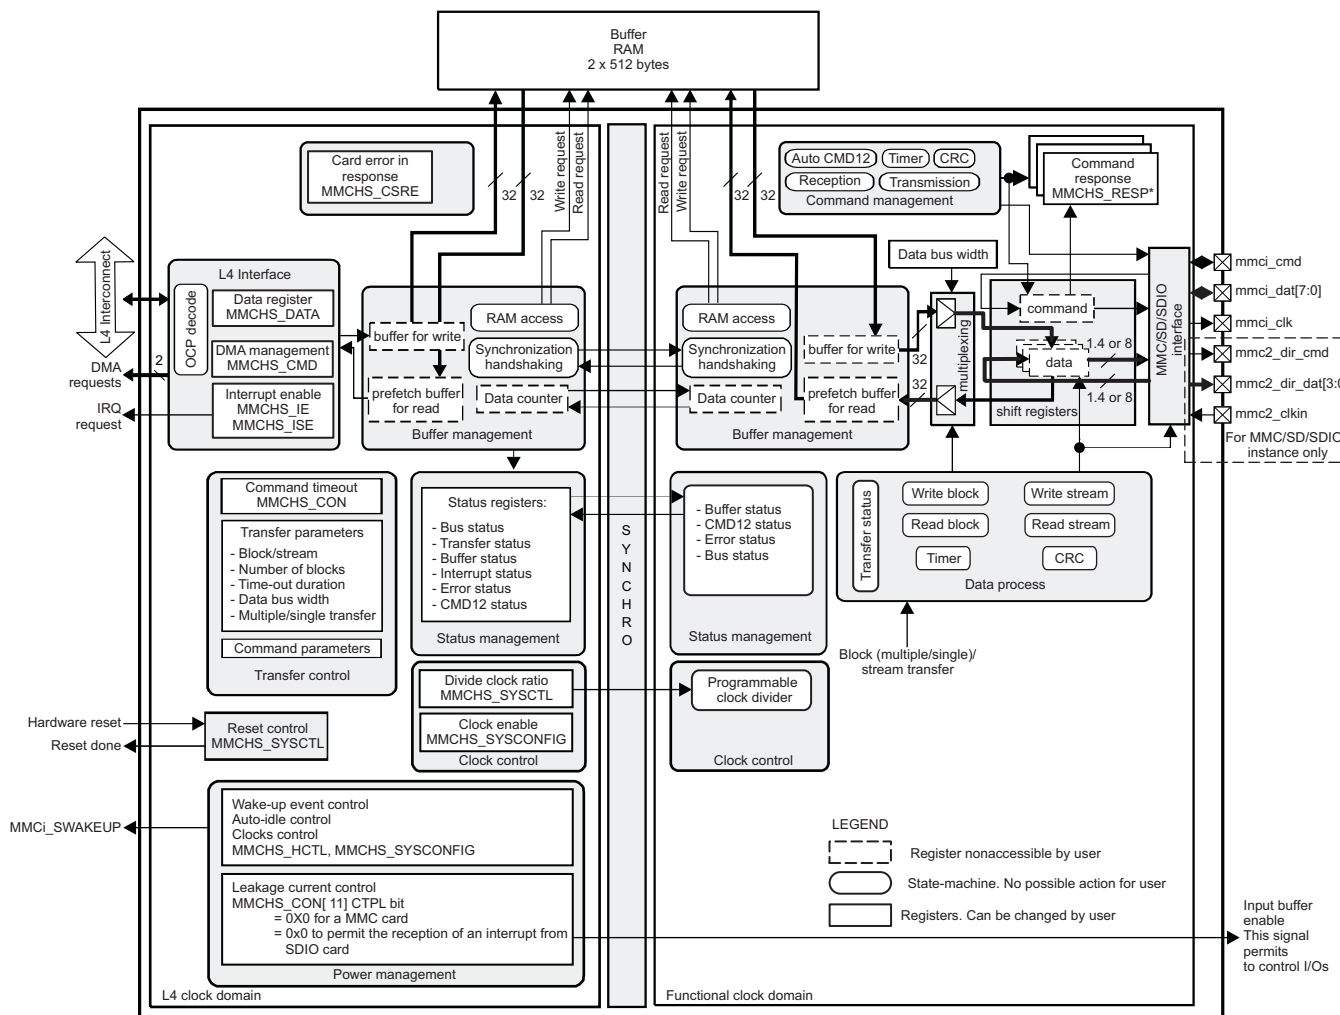 Buffer
RAM
2 x 512 bytes
Card error in
response
MMCHS_CSRE
32
32
Write request
Read request
Read request
Write request
32
32
Auto CMD12
Timer
CRC
Reception
Transmission
Command management
Command
response
MMCHS_RESP*
L4 Interconnect
L4 Interface
OCP decode
Data register
MMCHS_DATA
DMA management
MMCHS_CMD
Interrupt enable
MMCHS_IE
MMCHS_ISE
2
DMA
requests
IRQ
request
RAM access
buffer for write
Synchronization
handshaking
prefetch buffer
for read
Data counter
Buffer management
RAM access
Synchronization
handshaking
Data counter
buffer for write
prefetch buffer
for read
Buffer management
32
32
Data bus width
multiplexing
command
data
1.4 or 8
1.4 or 8
shift registers
MMC/SD/SDIO
interface
mmci_cmd
mmci_dat[7:0]
mmci_clk
mmc2_dir_cmd
mmc2_dir_dat[3:0
mmc2_clkin
For MMC/SD/SDIO
instance only
Command timeout
MMCHS_CON
Transfer parameters
- Block/stream
- Number of blocks
- Time-out duration
- Data bus width
- Multiple/single transfer
Command parameters
Transfer control
Status registers:
- Bus status
- Transfer status
- Buffer status
- Interrupt status
- Error status
- CMD12 status
Status management
SYNCHRO
- Buffer status
- CMD12 status
- Error status
- Bus status
Status management
Transfer status
Write block
Write stream
Read block
Read stream
Timer
CRC
Data process
Block (multiple/single)/
stream transfer
Divide clock ratio
MMCHS_SYSCTL
Clock enable
MMCHS_SYSCONFIG
Clock control
Programmable
clock divider
Clock control
Hardware reset
Reset done
Reset control
MMCHS_SYSCTL
MMCi_SWAKEUP
Wake-up event control
Auto-idle control
Clocks control
MMCHS_HCTL, MMCHS_SYSCONFIG
Leakage current control
MMCHS_CON[ 11] CTPL bit
= 0X0 for a MMC card
= 0x0 to permit the reception of an interrupt from
SDIO card
Power management
LEGEND
Register nonaccessible by user
State-machine. No possible action for user
Registers. Can be changed by user
Input buffer
enable
This signal
permits
to control I/Os
L4 clock domain
Functional clock domain